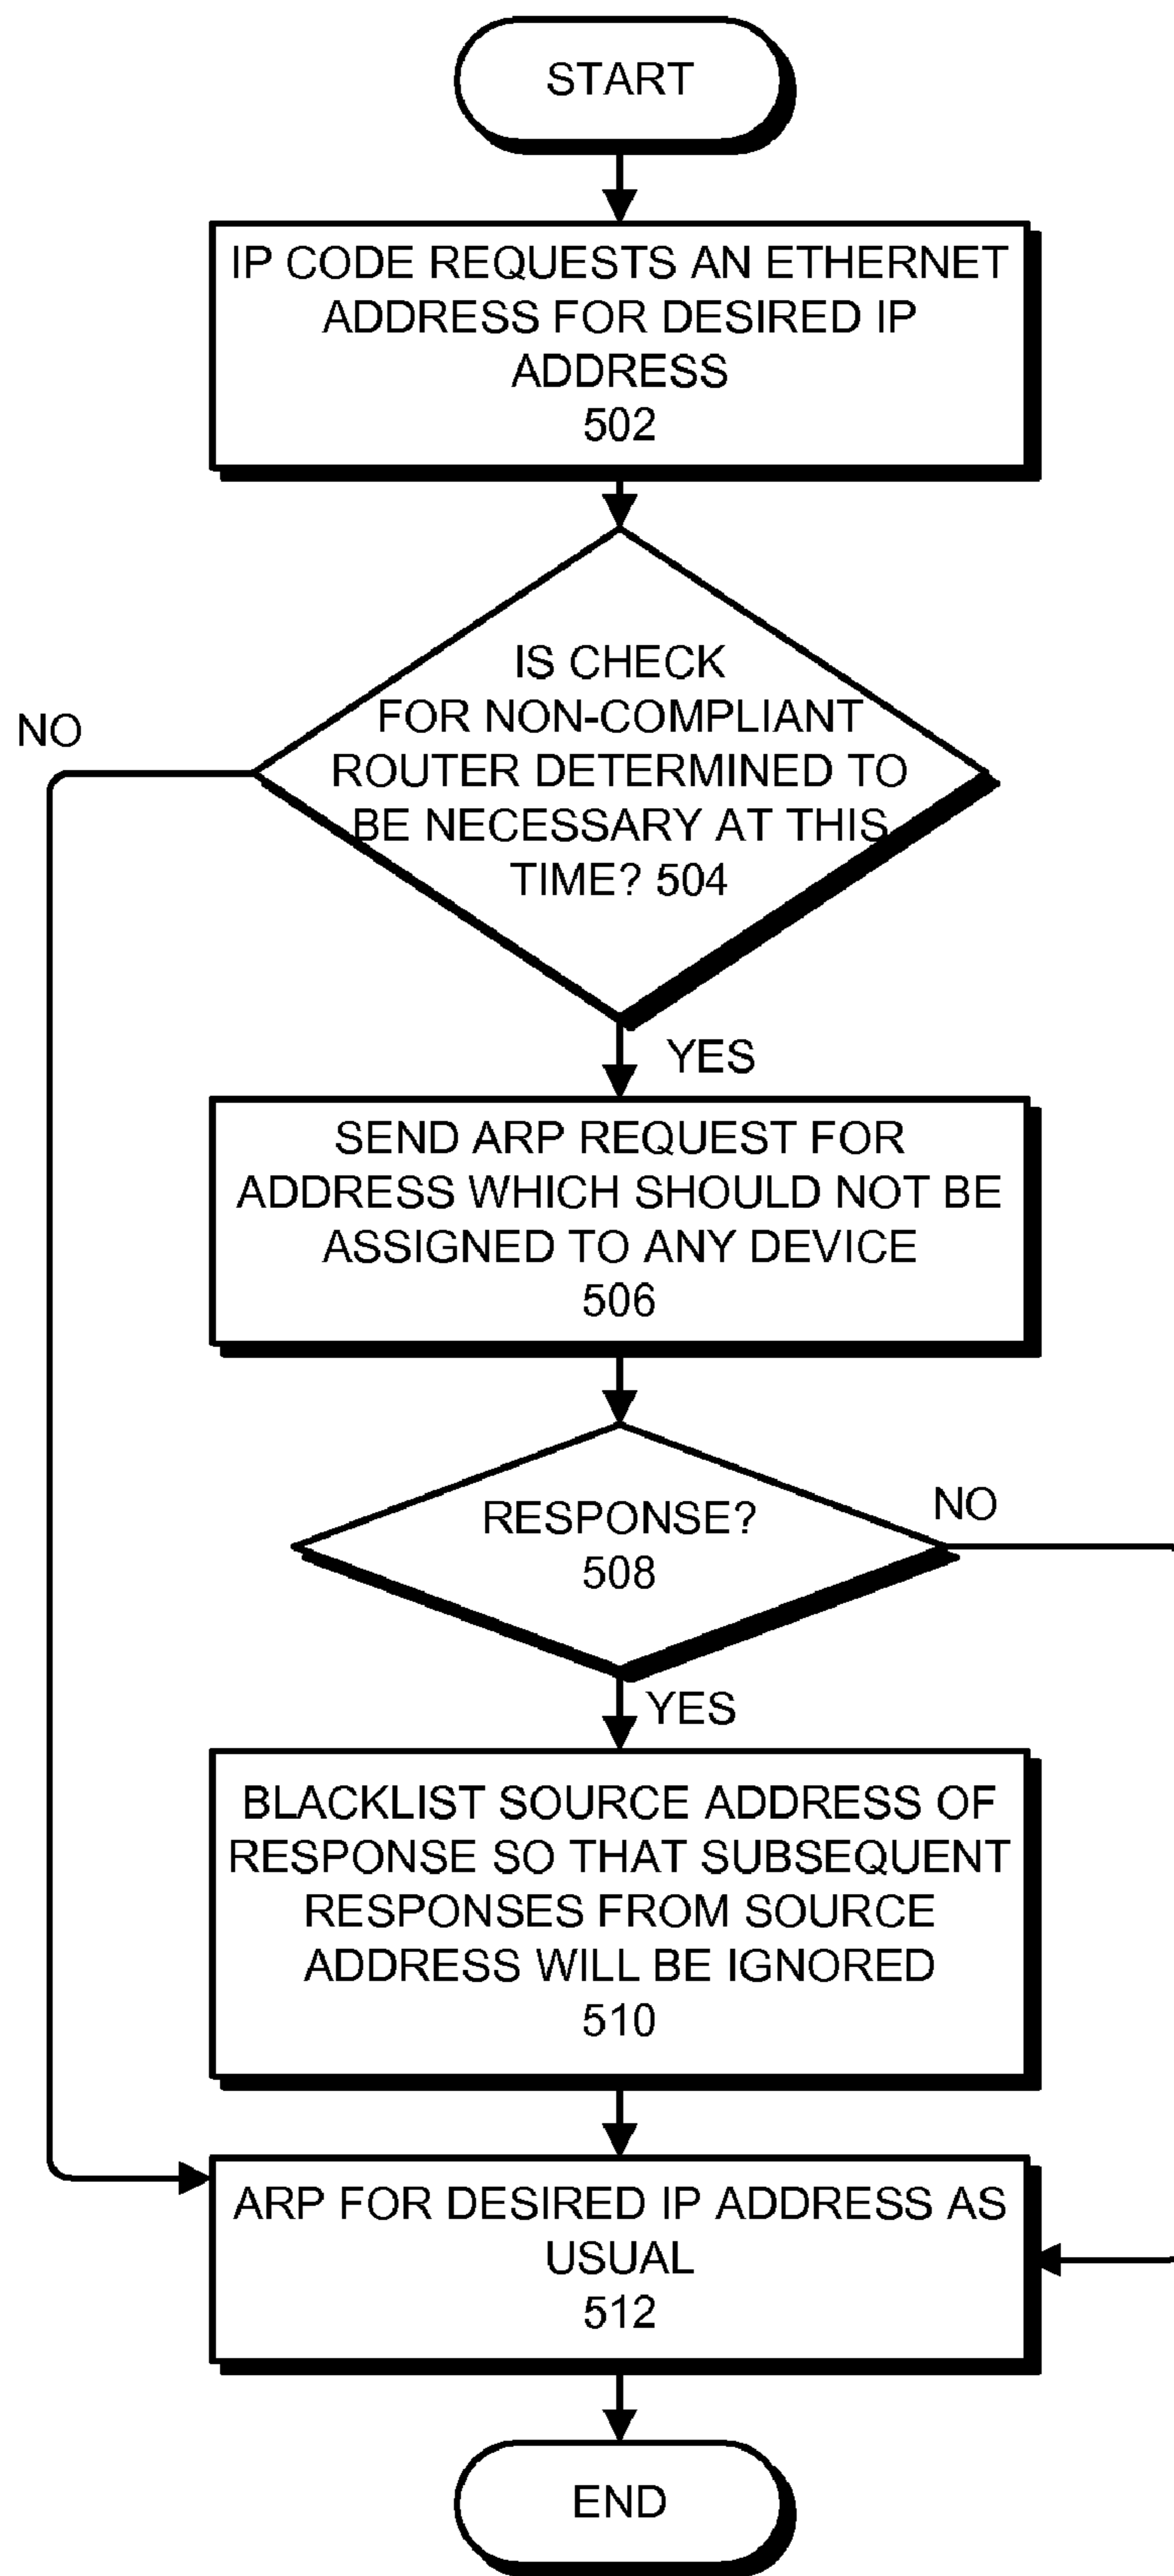 START
IP CODE REQUESTS AN ETHERNET
ADDRESS FOR DESIRED IP
ADDRESS
502
IS CHECK
FOR NON-COMPLIANT
ROUTER DETERMINED TO
BE NECESSARY AT THIS
TIME? 504
NO
YES
SEND ARP REQUEST FOR
ADDRESS WHICH SHOULD NOT BE
ASSIGNED TO ANY DEVICE
506
RESPONSE?
508
NO
YES
BLACKLIST SOURCE ADDRESS OF
RESPONSE SO THAT SUBSEQUENT
RESPONSES FROM SOURCE
ADDRESS WILL BE IGNORED
510
ARP FOR DESIRED IP ADDRESS AS
USUAL
512
END